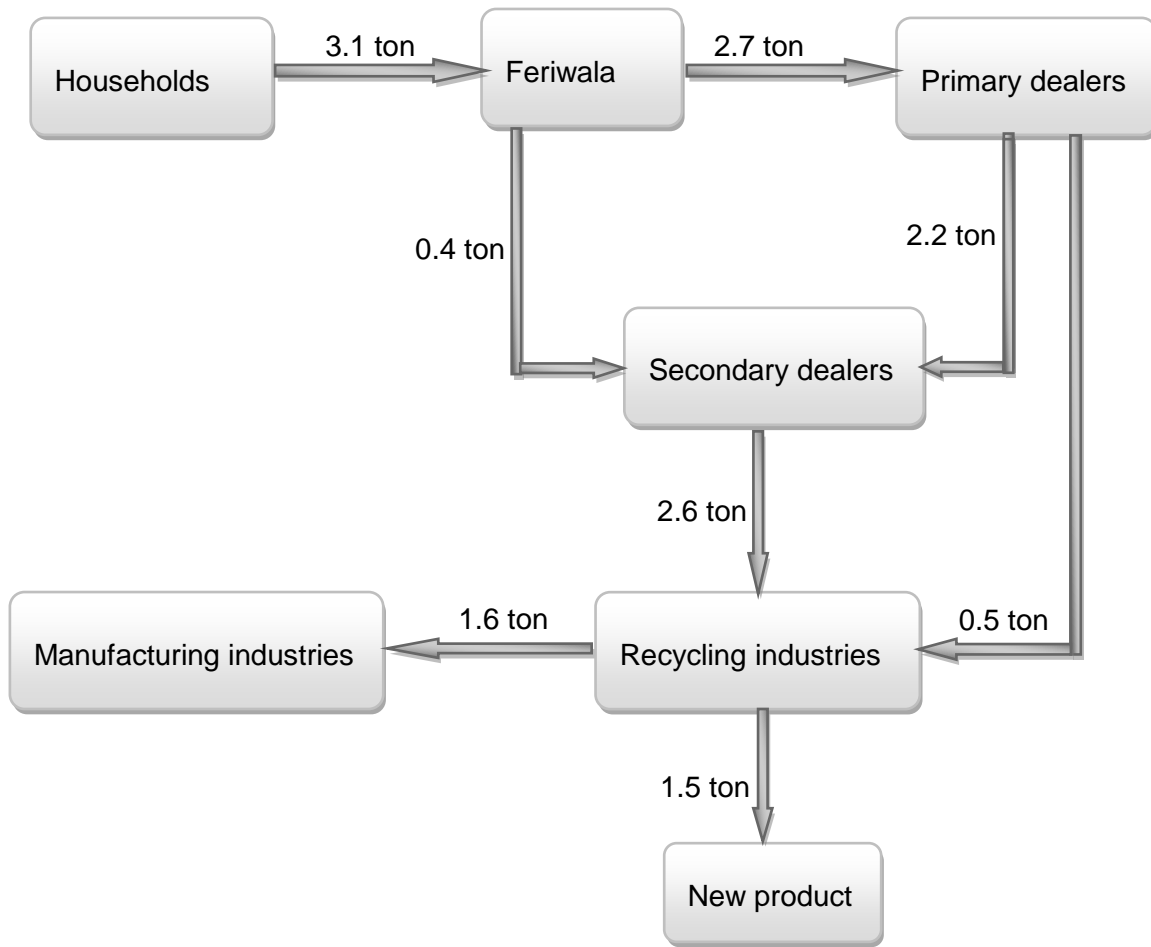 3.1 ton
2.7 ton
Households
Feriwala
Primary dealers
0.4 ton
2.2 ton
Secondary dealers
2.6 ton
1.6 ton
0.5 ton
Manufacturing industries
Recycling industries
1.5 ton
New product